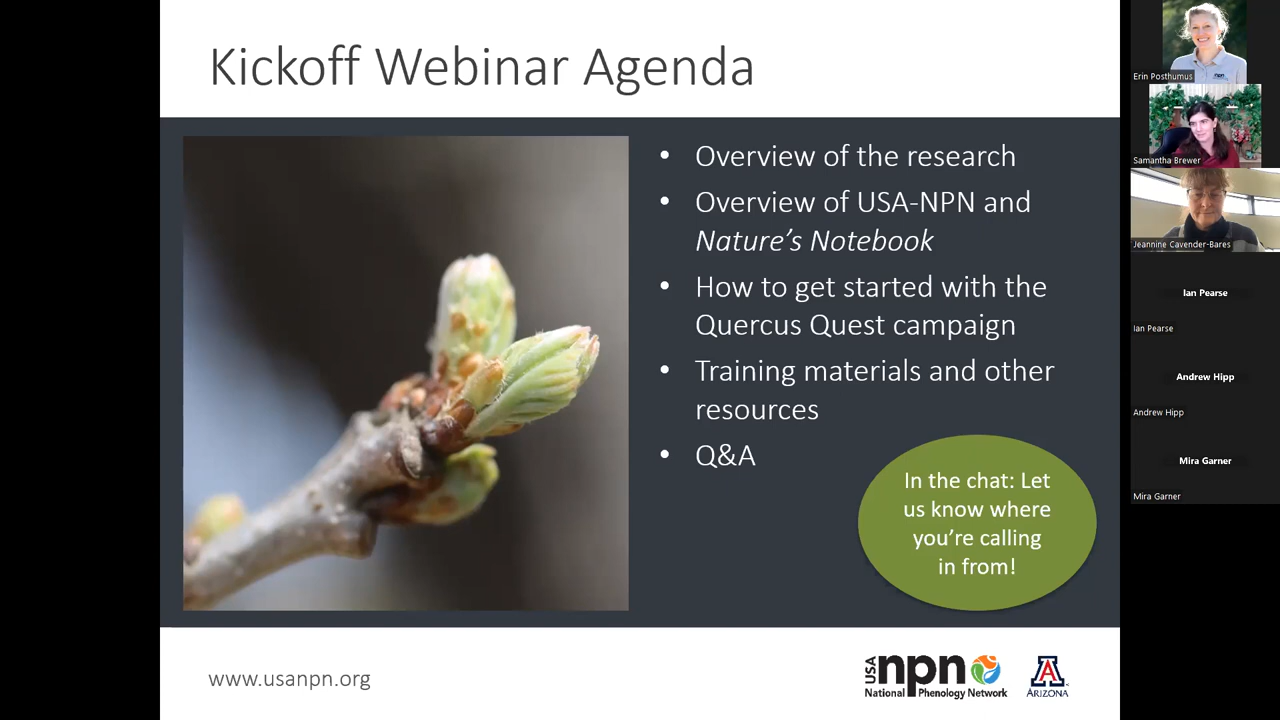 Kickoff Webinar Agenda
• Overview of the research
• Overview of USA-NPN and
Nature's Notebook
• How to get started with the
Quercus Quest campaign
• Training materials and other
resources
• Q&A
In the chat: Let
us know where
you're calling
in from!
www.usanpn.org
USA npn
National Phenology Network
A
ARIZONA
npn
Erin Posthumus
Samantha Brewer
Jeannine Cavender-Bares
Ian Pearse
Ian Pearse
Andrew Hipp
Andrew Hipp
Mira Garner
Mira Garner